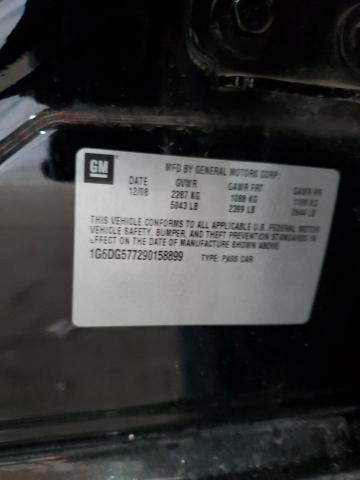 GM
MFD BY GENERAL MOTORS CORP
DATE GVWR GAWR FRT GAWR RR
12/08 2287 KG 1088 KG KG
5043 LB 2399 LB 2644 LB
THIS VEHICLE CONFORMS TO ALL APPLICABLE U.S. FEDERAL MOTOR
VEHICLE SAFETY, BUMPER, AND THEFT PREVENTION STANDARDS
IN EFFECT ON THE DATE OF MANUFACTURE SHOWN ABOVE.
1G6DG577290158899 TYPE: PASS CAR